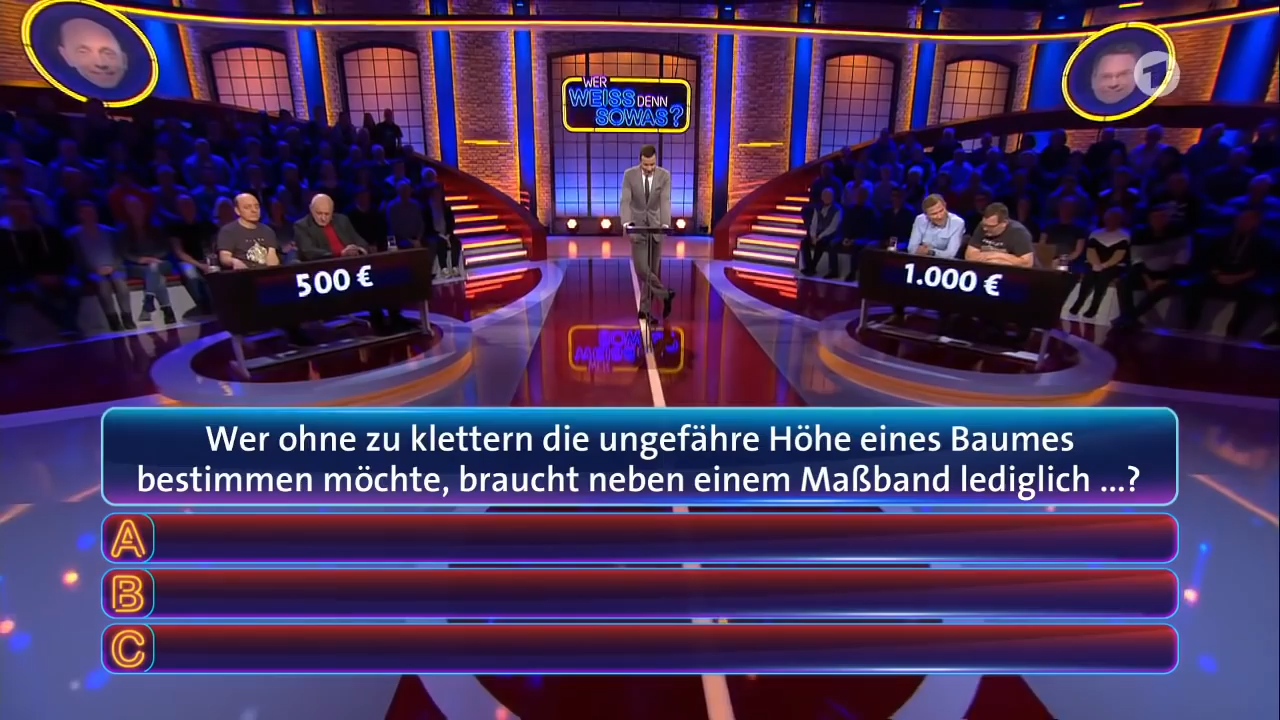 WER
WEISS DENN
SOWAS?
1
500 €
1.000 €
Wer ohne zu klettern die ungefähre Höhe eines Baumes
bestimmen möchte, braucht neben einem Maßband lediglich ...?
A
B
C